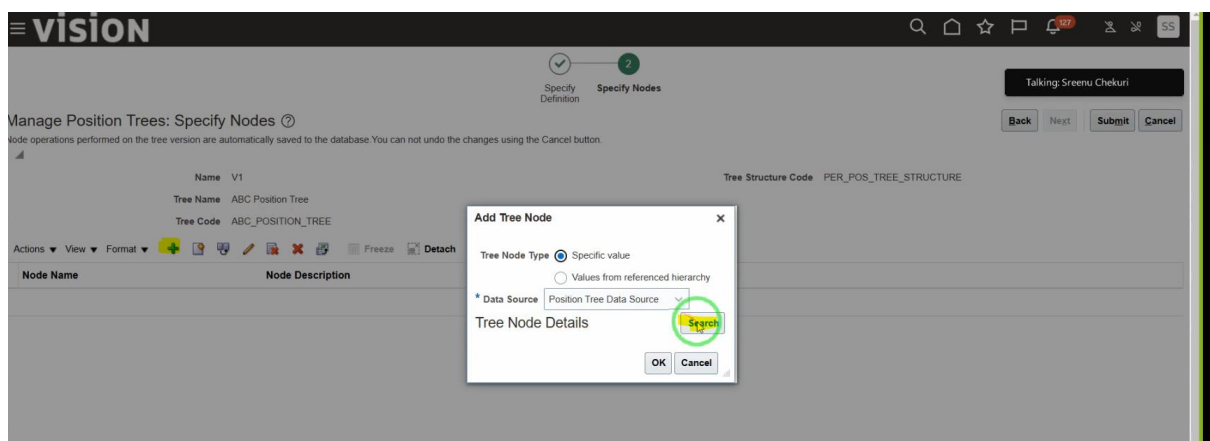 vision
127
SS
2
Specify Definition
Specify Nodes
Talking: Sreenu Chekuri
Manage Position Trees: Specify Nodes
Back Next Submit Cancel
Node operations performed on the tree version are automatically saved to the database.You can not undo the changes using the Cancel button.
Name V1
Tree Structure Code PER_POS_TREE_STRUCTURE
Tree Name ABC Position Tree
Tree Code ABC_POSITION_TREE
Actions View Format Freeze Detach
Node Name Node Description
Add Tree Node
Tree Node Type Specific value
Values from referenced hierarchy
* Data Source Position Tree Data Source
Tree Node Details Search
OK Cancel